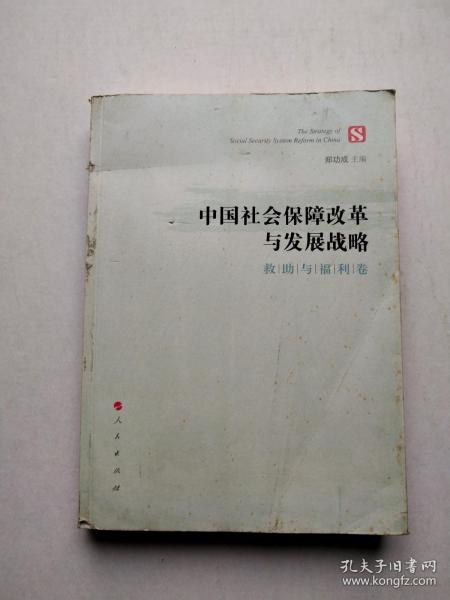 The Strategy of
Social Security System Reform in China
S
郑功成 主编
中国社会保障改革
与发展战略
救|助|与|福|利|卷
人民出版社
孔夫子旧书网
www.kongfz.com